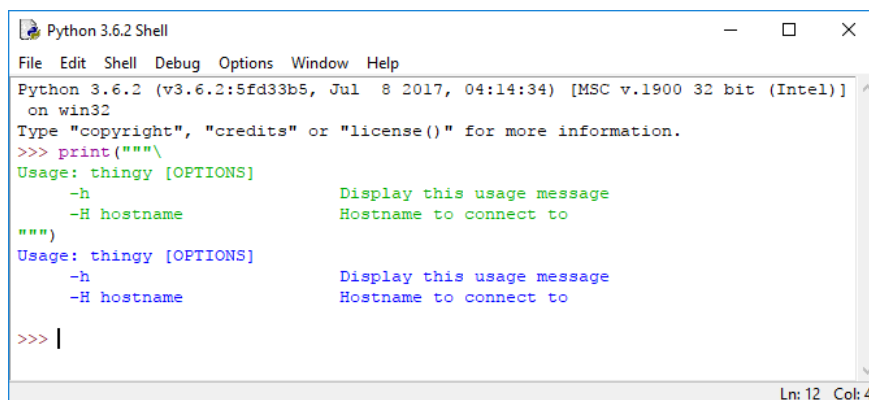 Python 3.6.2 Shell
File Edit Shell Debug Options Window Help
Python 3.6.2 (v3.6.2:5fd33b5, Jul  8 2017, 04:14:34) [MSC v.1900 32 bit (Intel)]
 on win32
Type "copyright", "credits" or "license()" for more information.
>>> print("""\
Usage: thingy [OPTIONS]
     -h                        Display this usage message
     -H hostname               Hostname to connect to
""")
Usage: thingy [OPTIONS]
     -h                        Display this usage message
     -H hostname               Hostname to connect to

>>>
Ln: 12 Col: 4